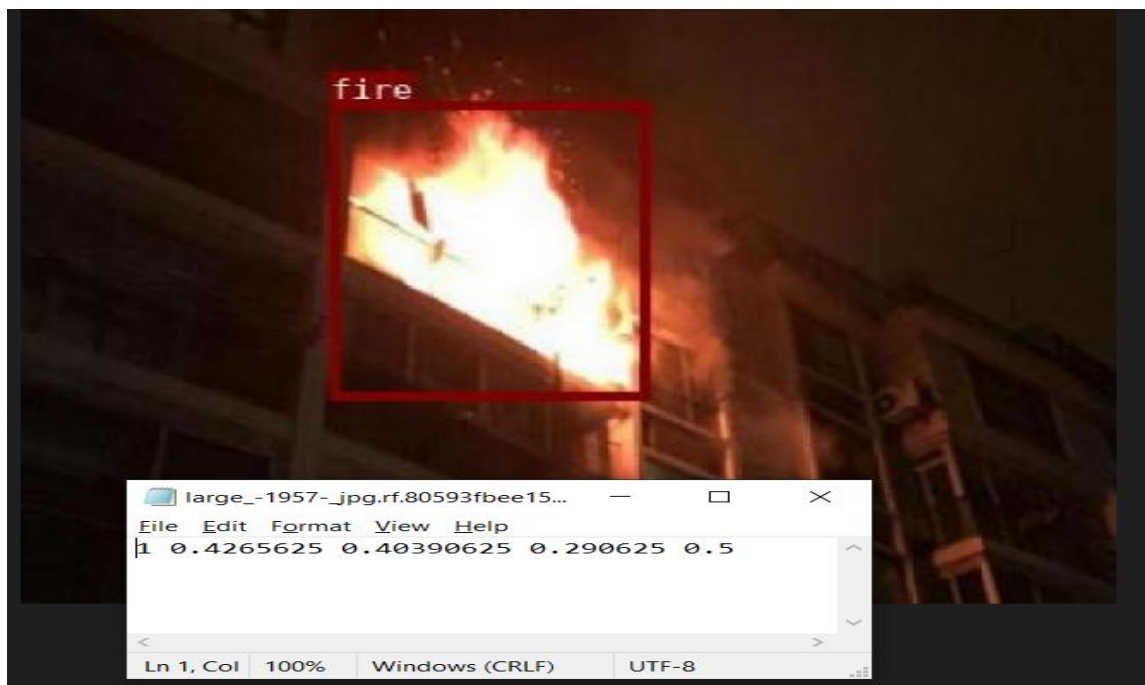 fire
large_-1957-_jpg.rf.80593fbee15...
File Edit Format View Help
1 0.4265625 0.40390625 0.290625 0.5
Ln 1, Col 100% Windows (CRLF) UTF-8